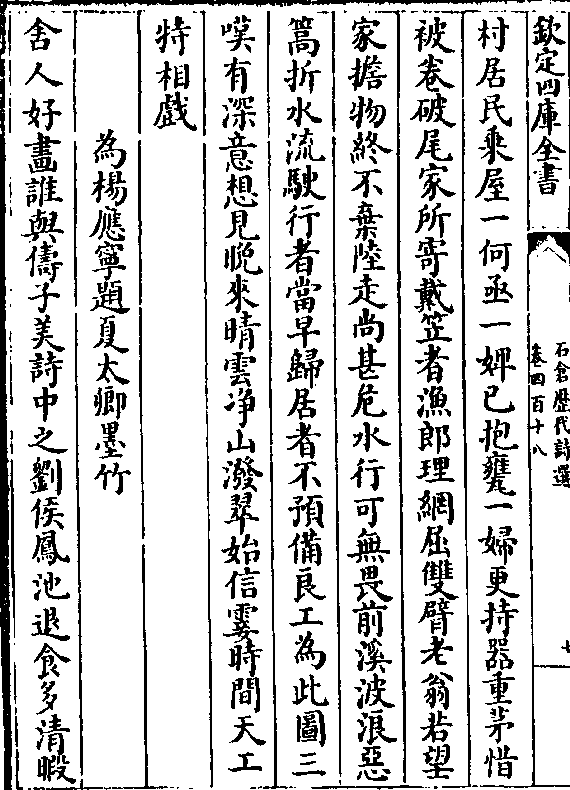 欽定四庫全書
石倉歷代詩選
卷四百十八
七
村居民乘屋一何亟一婢已抱甕一婦更持器重茅惜
被卷破尾家所寄戴笠者漁郎理網屈雙臂老翁若望
家擔物終不棄陸走尚甚危水行可無畏前溪波浪惡
篙折水流駛行者當早歸居者不預備良工為此圖三
嘆有深意想見晚來晴雲净山潑翠始信霎時間天工
特相戲
為楊應寧題夏太卿墨竹
舍人好畫誰與儔子美詩中之劉侯鳳池退食多清暇